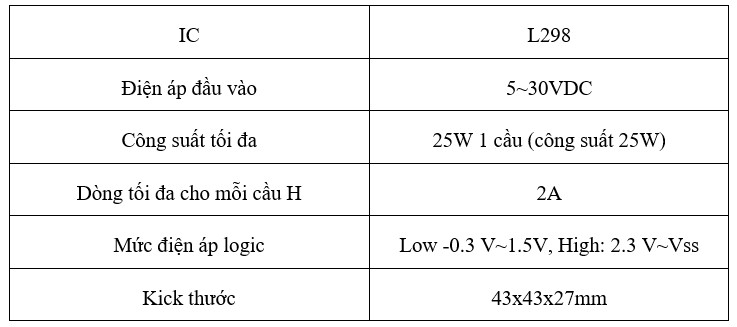 IC L298
Điện áp đầu vào 5~30VDC
Công suất tối đa 25W 1 cầu (công suất 25W)
Dòng tối đa cho mỗi cầu H 2A
Mức điện áp logic Low -0.3 V~1.5V, High: 2.3 V~Vss
Kick thước 43x43x27mm